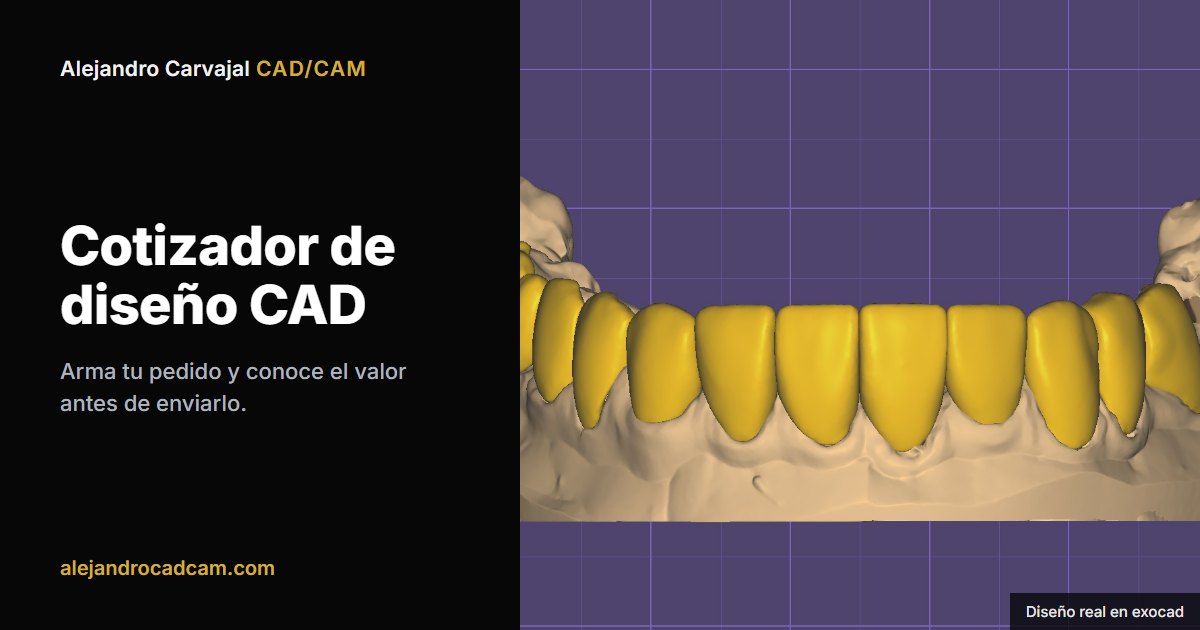 Alejandro Carvajal CAD/CAM
Cotizador de
diseño CAD
Arma tu pedido y conoce el valor
antes de enviarlo.
alejandrocadcam.com
Diseño real en exocad